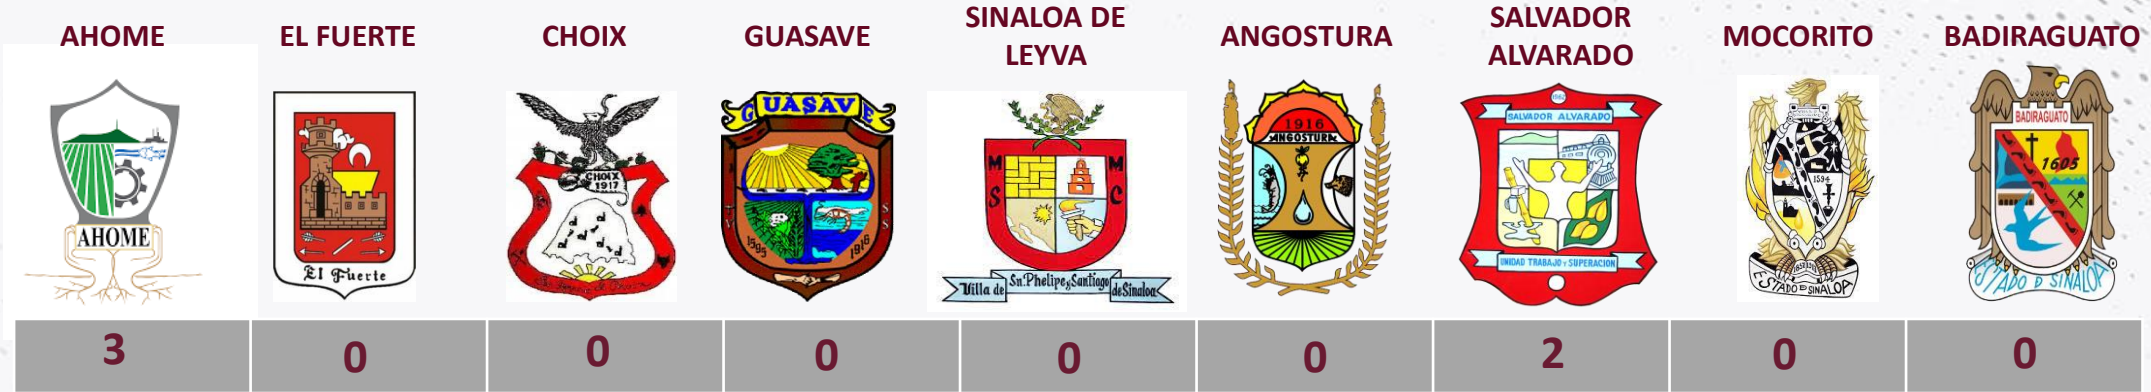 AHOME
EL FUERTE
CHOIX
GUASAVE
SINALOA DE
LEYVA
ANGOSTURA
SALVADOR
ALVARADO
MOCORITO
BADIRAGUATO
AHOME
El Fuerte
CHOIX
1917
GUASAVE
1595
1916
M M
S C
Villa de Sn. Phelipe y Santiago de Sinaloa
1916
ANGOSTURA
1962
SALVADOR ALVARADO
UNIDAD TRABAJO Y SUPERACION
1594
ESTADO D SINALOA
BADIRAGUATO
1605
ESTADO D SINALOA
3
0
0
0
0
0
2
0
0